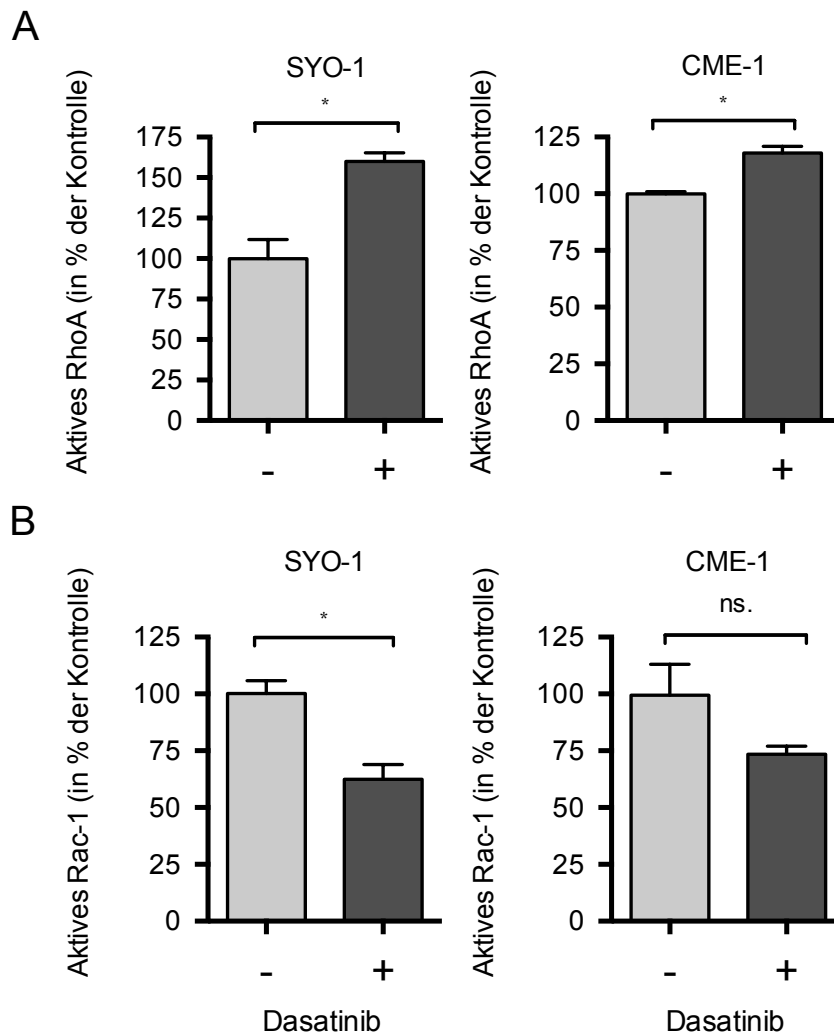 A
SYO-1
*
Aktives RhoA (in % der Kontrolle)
175
150
125
100
75
50
25
0
-
+
CME-1
*
Aktives RhoA (in % der Kontrolle)
125
100
75
50
25
0
-
+
B
SYO-1
*
Aktives Rac-1 (in % der Kontrolle)
125
100
75
50
25
0
-
+
Dasatinib
CME-1
ns.
Aktives Rac-1 (in % der Kontrolle)
125
100
75
50
25
0
-
+
Dasatinib